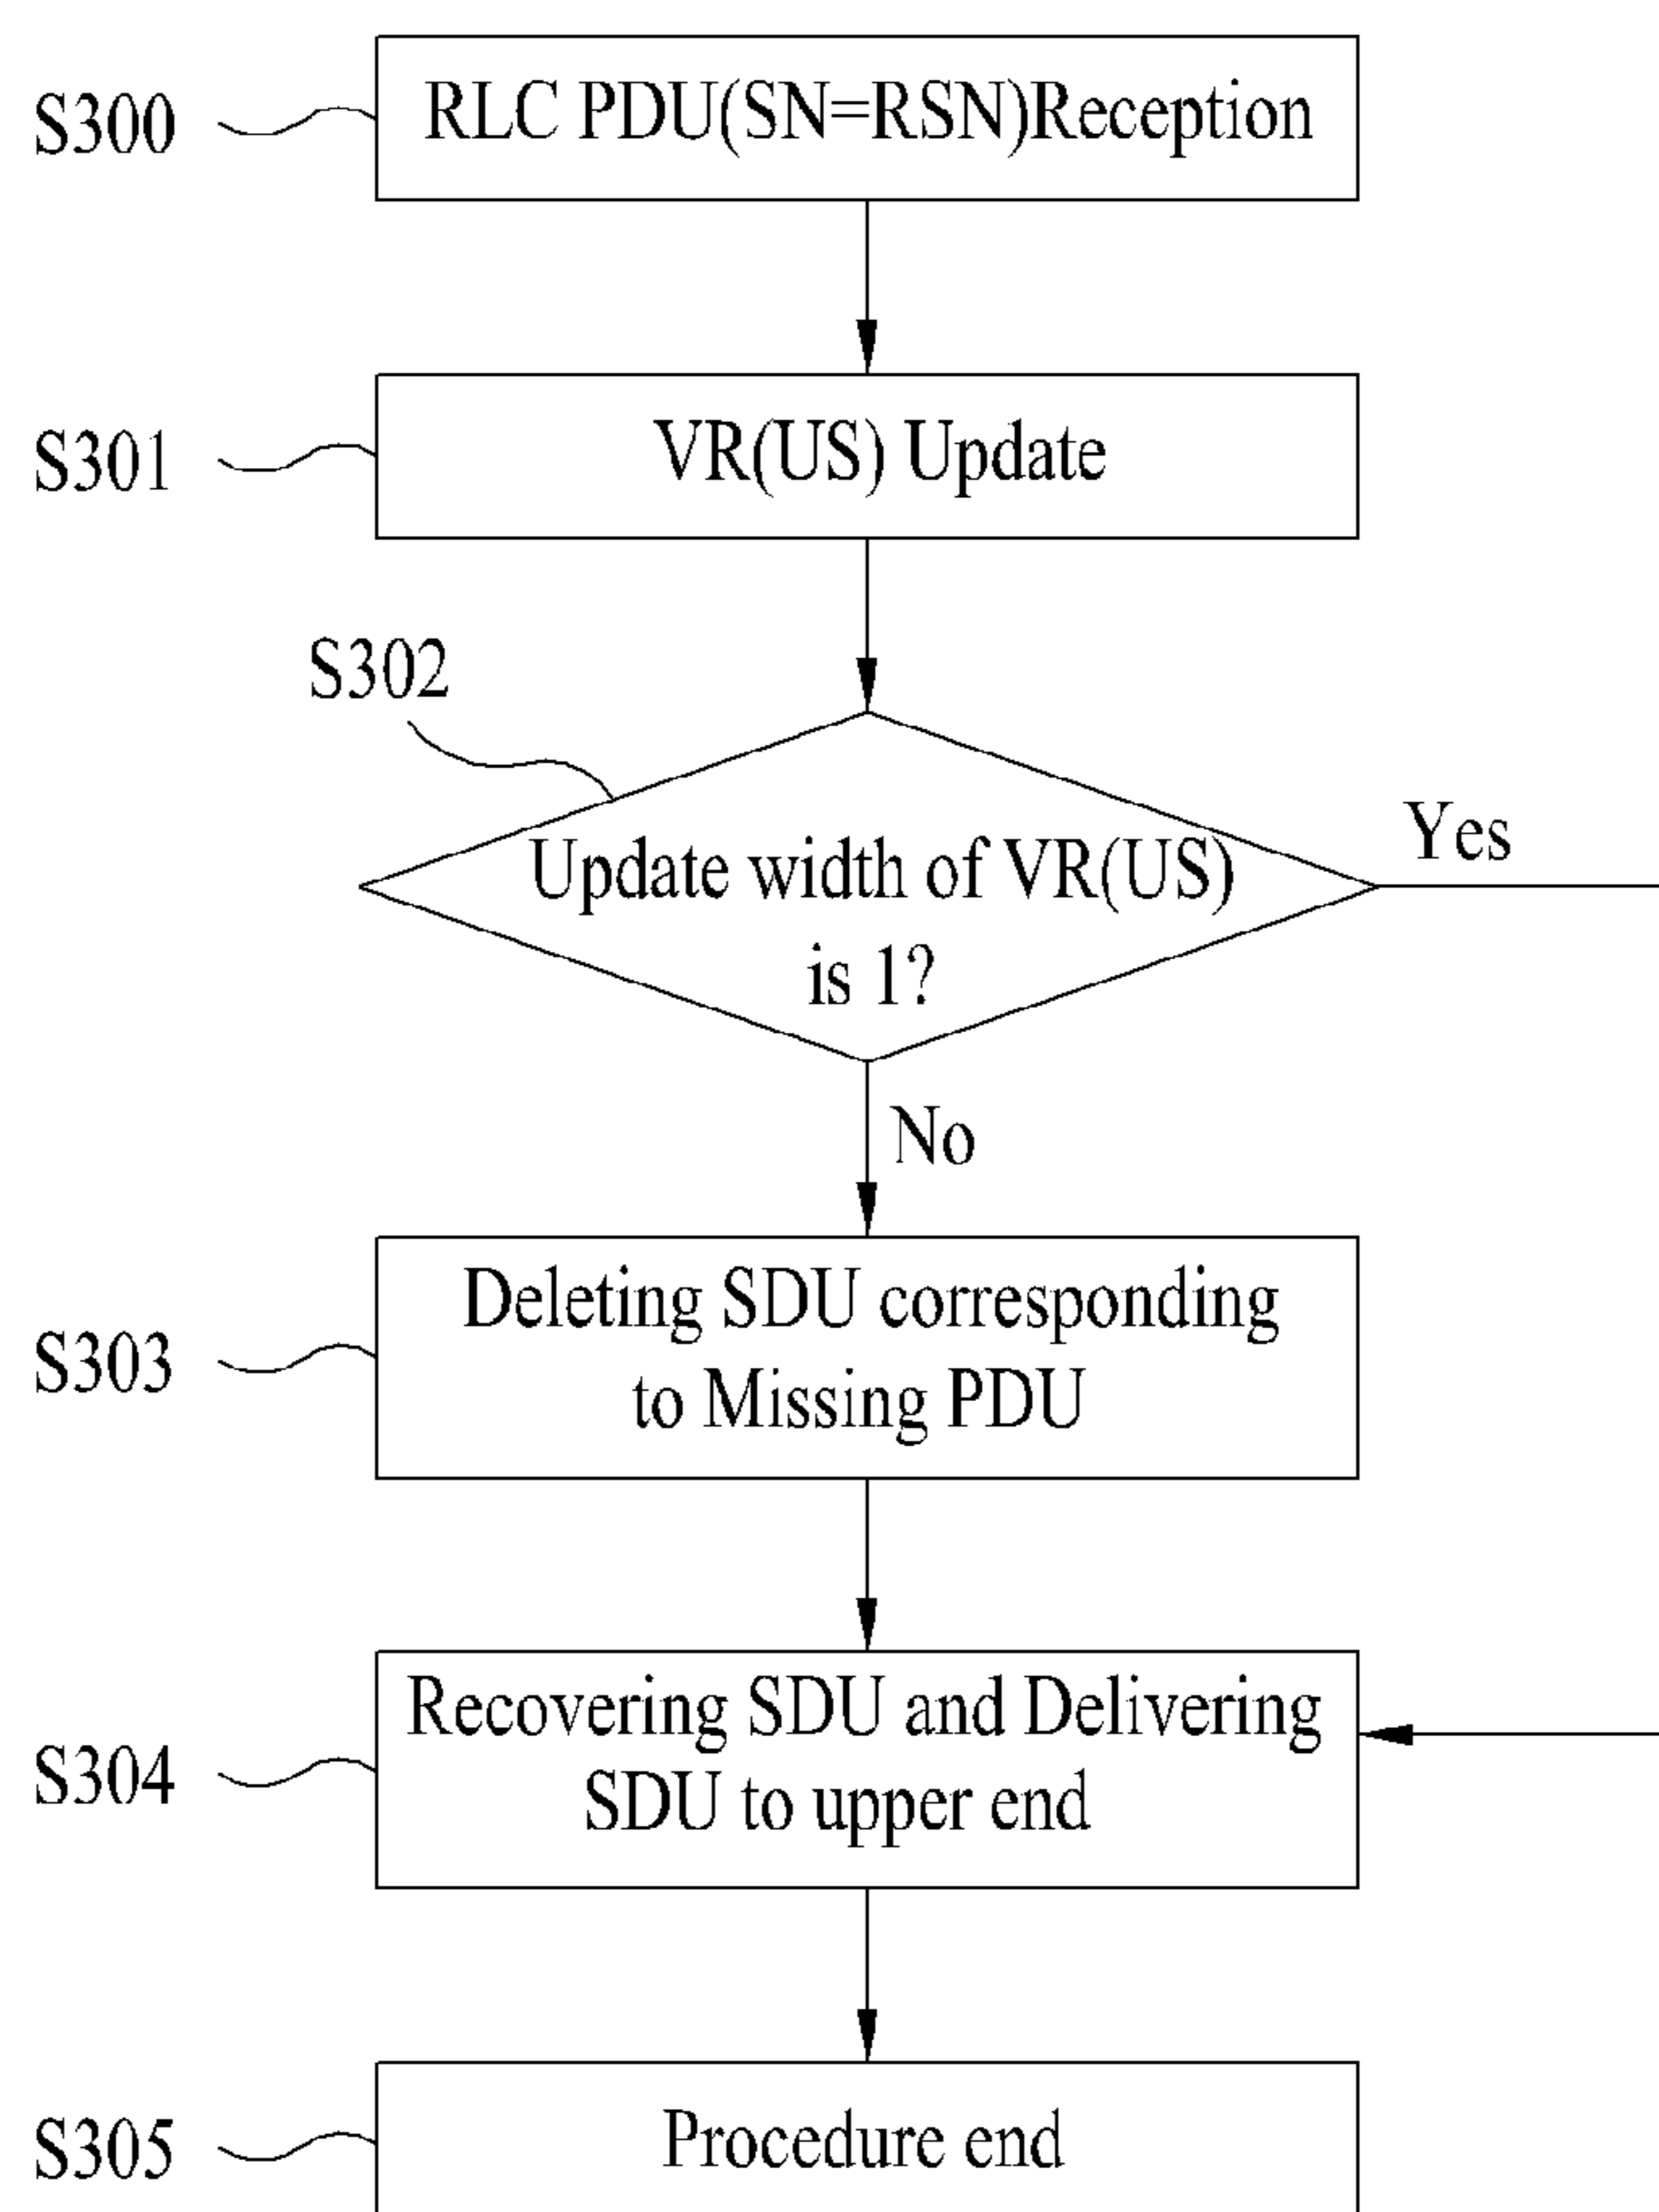 S300
RLC PDU(SN=RSN)Reception
S301
VR(US) Update
S302
Update width of VR(US)
is 1?
Yes
No
S303
Deleting SDU corresponding
to Missing PDU
S304
Recovering SDU and Delivering
SDU to upper end
S305
Procedure end